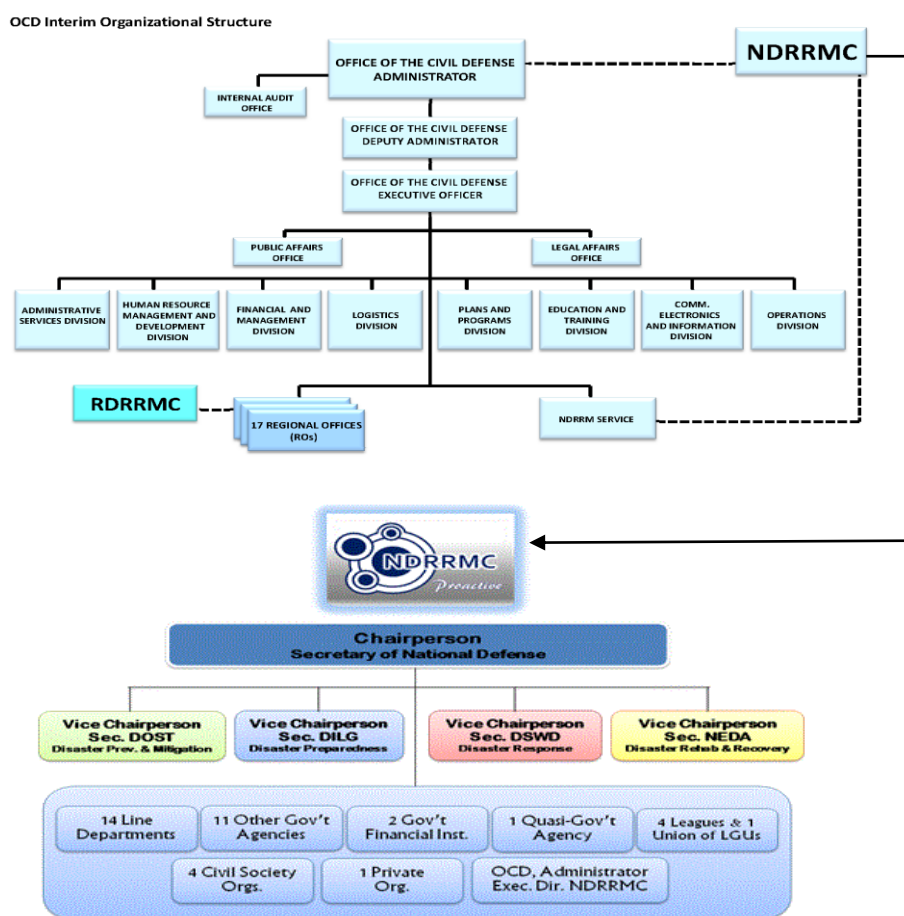 OCD Interim Organizational Structure
OFFICE OF THE CIVIL DEFENSE
ADMINISTRATOR
NDRRMC
INTERNAL AUDIT
OFFICE
OFFICE OF THE CIVIL DEFENSE
DEPUTY ADMINISTRATOR
OFFICE OF THE CIVIL DEFENSE
EXECUTIVE OFFICER
PUBLIC AFFAIRS
OFFICE
LEGAL AFFAIRS
OFFICE
ADMINISTRATIVE
SERVICES DIVISION
HUMAN RESOURCE
MANAGEMENT AND
DEVELOPMENT
DIVISION
FINANCIAL AND
MANAGEMENT
DIVISION
LOGISTICS
DIVISION
PLANS AND
PROGRAMS
DIVISION
EDUCATION AND
TRAINING
DIVISION
COMM.
ELECTRONICS
AND INFORMATION
DIVISION
OPERATIONS
DIVISION
RDRRMC
17 REGIONAL OFFICES
(ROs)
NDRRM SERVICE
NDRRMC
Proactive
Chairperson
Secretary of National Defense
Vice Chairperson
Sec. DOST
Disaster Prev. & Mitigation
Vice Chairperson
Sec. DILG
Disaster Preparedness
Vice Chairperson
Sec. DSWD
Disaster Response
Vice Chairperson
Sec. NEDA
Disaster Rehab & Recovery
14 Line
Departments
11 Other Gov't
Agencies
2 Gov't
Financial Inst.
1 Quasi-Gov't
Agency
4 Leagues & 1
Union of LGUs
4 Civil Society
Orgs.
1 Private
Org.
OCD, Administrator
Exec. Dir. NDRRMC